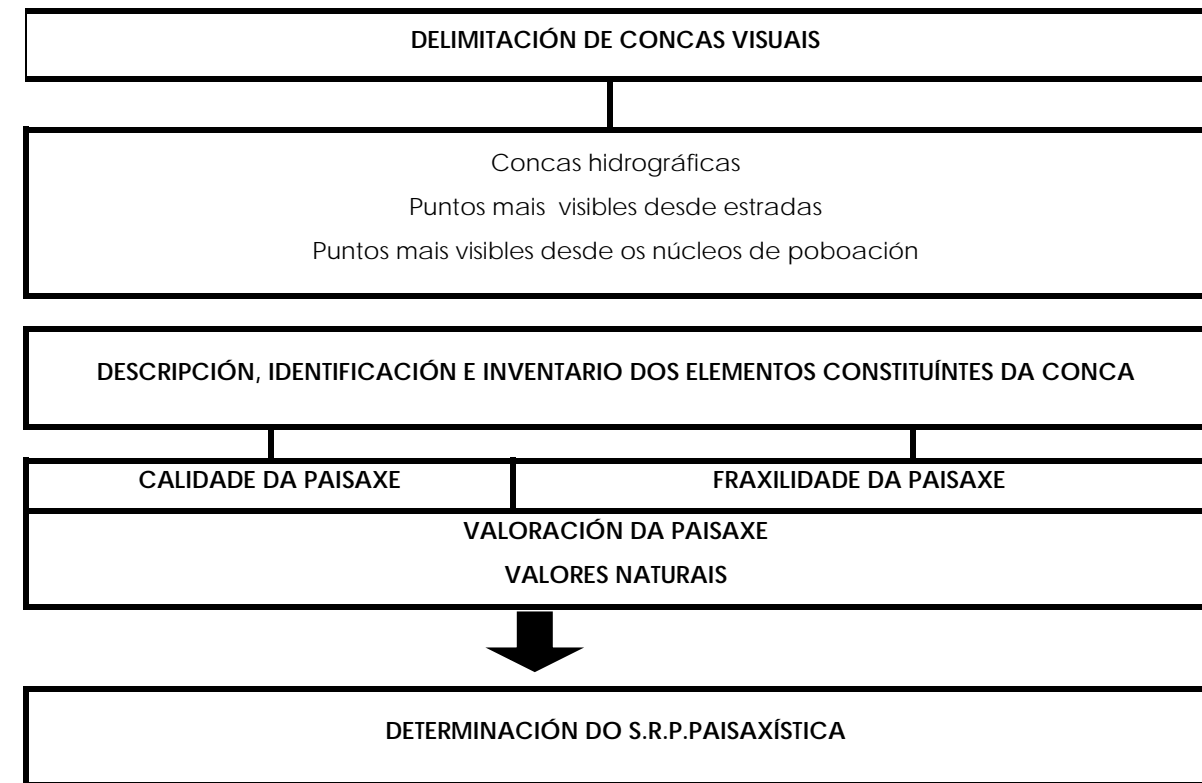 DELIMITACIÓN DE CONCAS VISUAIS
Concas hidrográficas
Puntos mais visibles desde estradas
Puntos mais visibles desde os núcleos de poboación
DESCRIPCIÓN, IDENTIFICACIÓN E INVENTARIO DOS ELEMENTOS CONSTITUÍNTES DA CONCA
CALIDADE DA PAISAXE
FRAXILIDADE DA PAISAXE
VALORACIÓN DA PAISAXE
VALORES NATURAIS
DETERMINACIÓN DO S.R.P.PAISAXÍSTICA